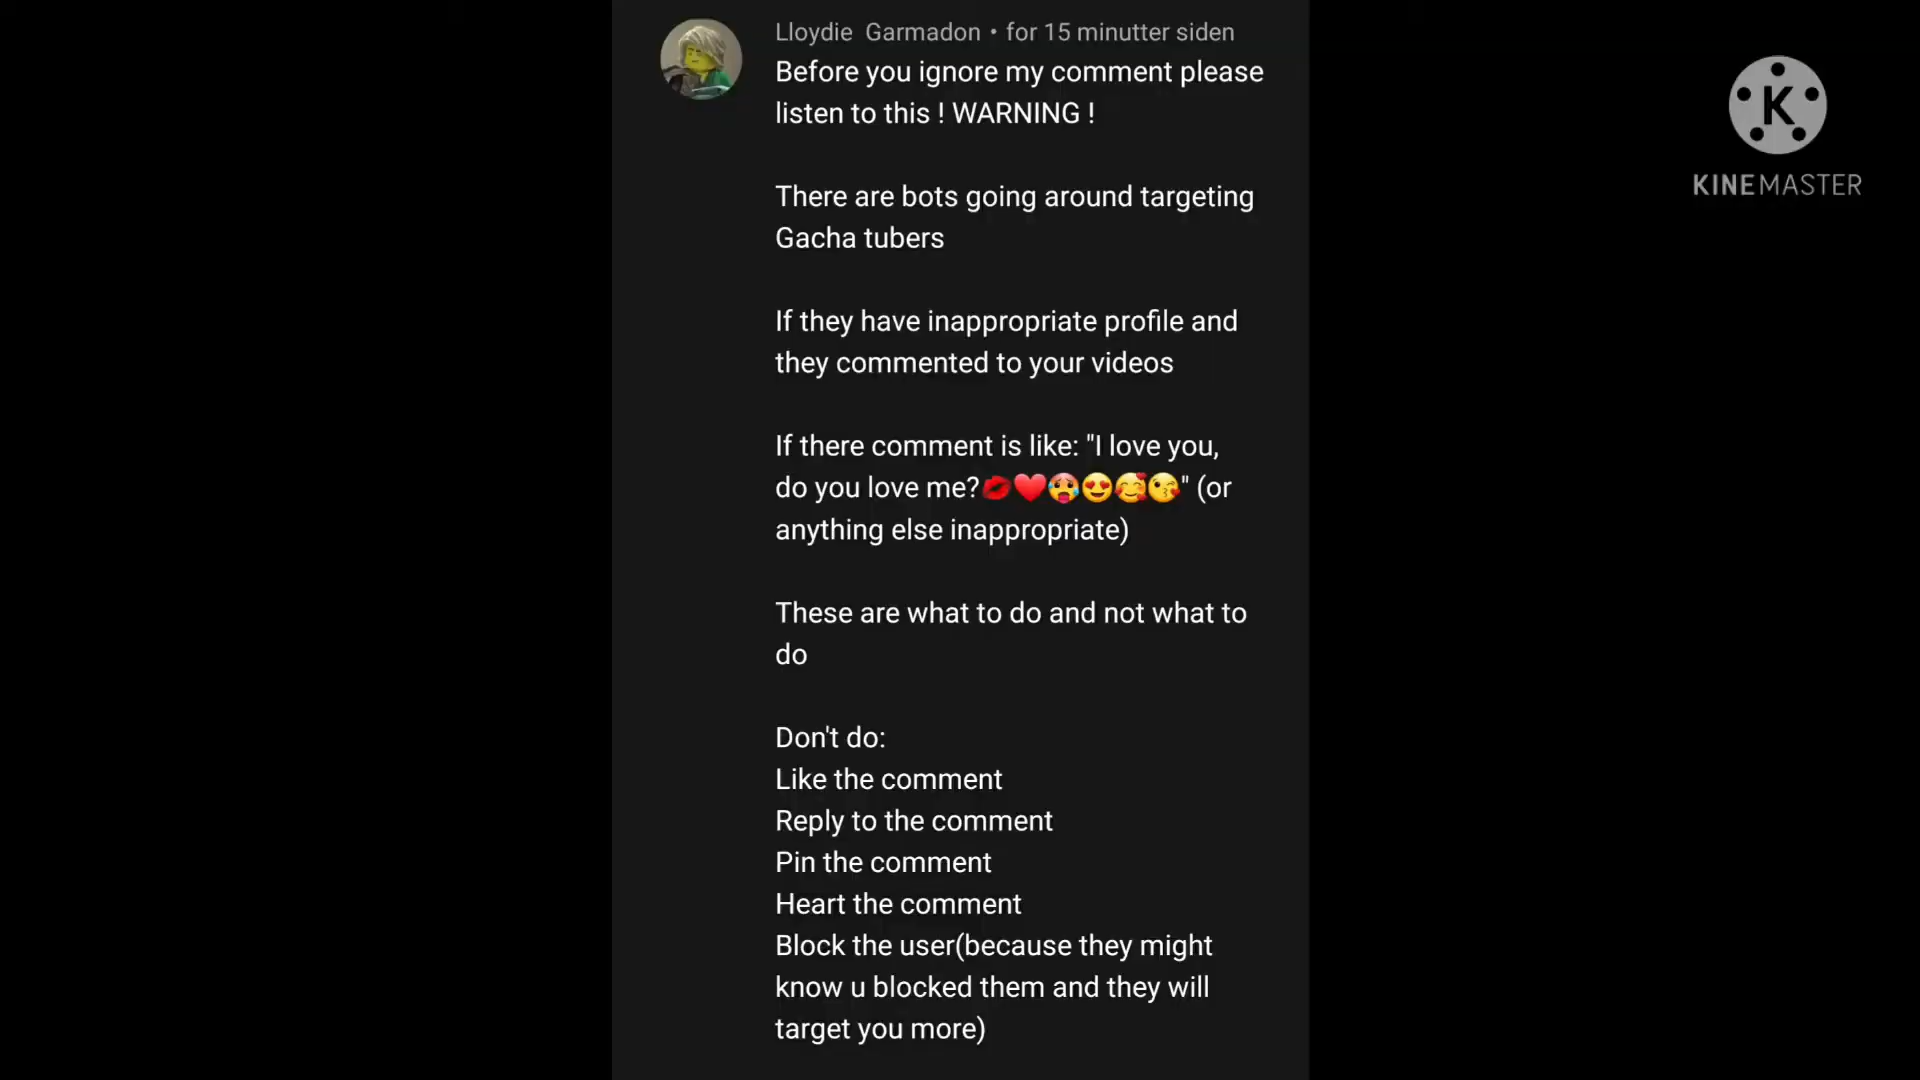 Lloydie Garmadon • for 15 minutter siden
Before you ignore my comment please
listen to this ! WARNING !
There are bots going around targeting
Gacha tubers
If they have inappropriate profile and
they commented to your videos
If there comment is like: "I love you,
do you love me?💋❤️🥵😍🥰😘" (or
anything else inappropriate)
These are what to do and not what to
do
Don't do:
Like the comment
Reply to the comment
Pin the comment
Heart the comment
Block the user(because they might
know u blocked them and they will
target you more)
K
KINEMASTER